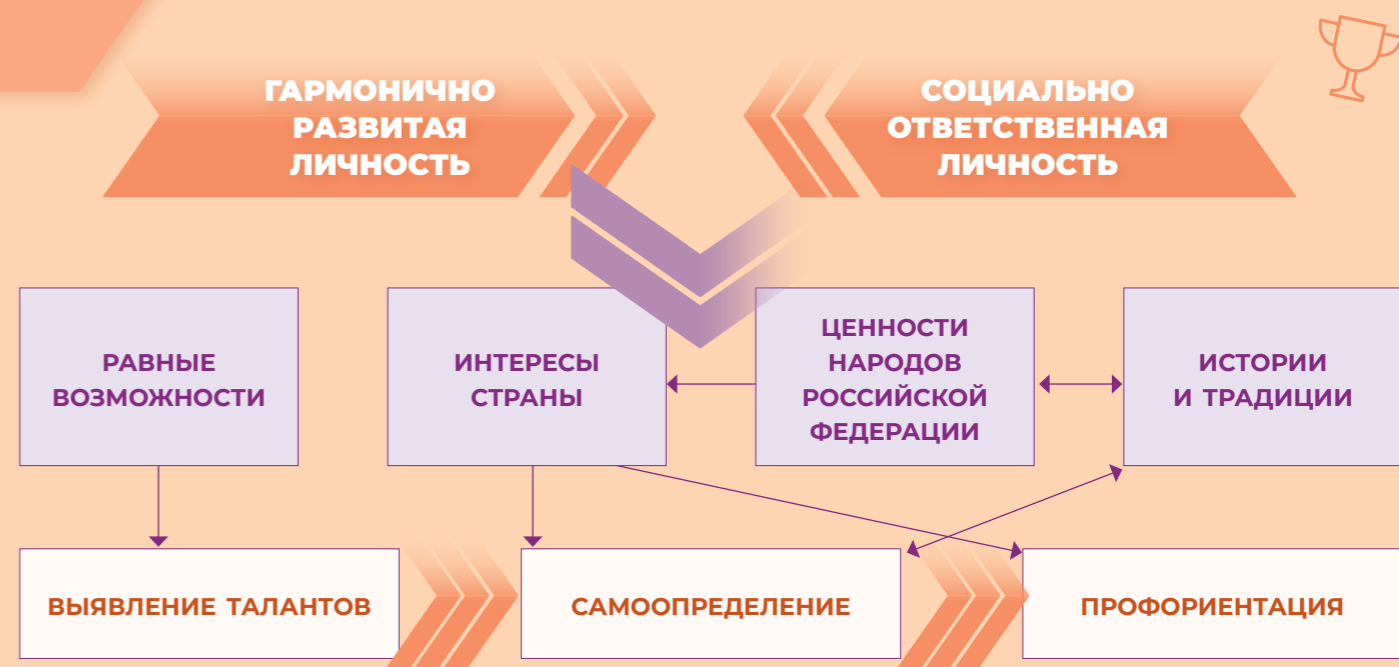 ГАРМОНИЧНО
РАЗВИТАЯ
ЛИЧНОСТЬ
СОЦИАЛЬНО
ОТВЕТСТВЕННАЯ
ЛИЧНОСТЬ
РАВНЫЕ
ВОЗМОЖНОСТИ
ИНТЕРЕСЫ
СТРАНЫ
ЦЕННОСТИ
НАРОДОВ
РОССИЙСКОЙ
ФЕДЕРАЦИИ
ИСТОРИИ
И ТРАДИЦИИ
ВЫЯВЛЕНИЕ ТАЛАНТОВ
САМООПРЕДЕЛЕНИЕ
ПРОФОРИЕНТАЦИЯ